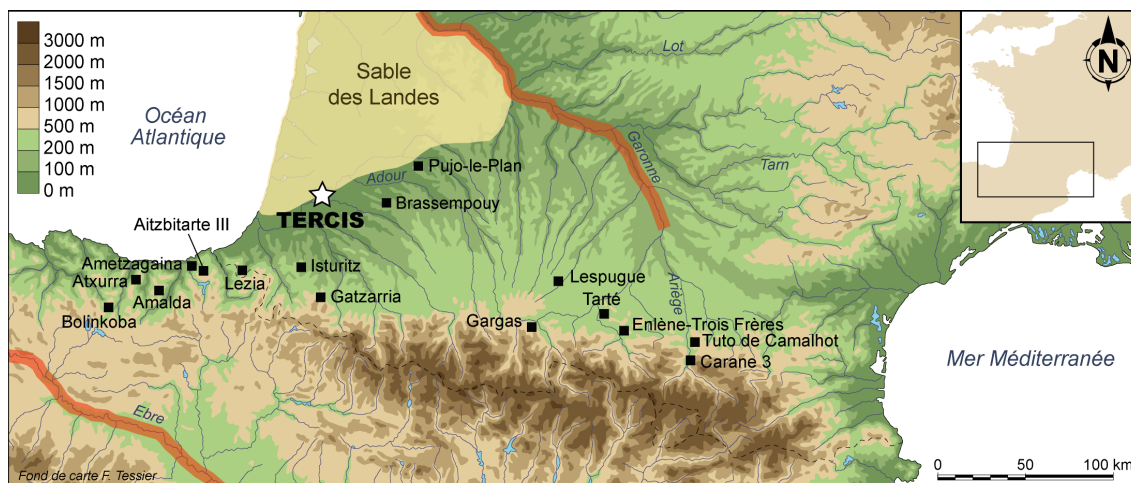 3000 m
2000 m
1500 m
1000 m
500 m
200 m
100 m
0 m
Océan
Atlantique
Sable
des Landes
Lot
Garonne
Tarn
Adour
Pujo-le-Plan
Brassempouy
TERCIS
Aitzbitarte III
Ametzagaina
Atxurra
Amalda
Bolinkoba
Lezia
Isturitz
Gatzarria
Lespugue
Tarté
Gargas
Enlène-Trois Frères
Ariège
Tuto de Camalhot
Carane 3
Mer Méditerranée
Ebre
Fond de carte F. Tessier
N
0 50 100 km